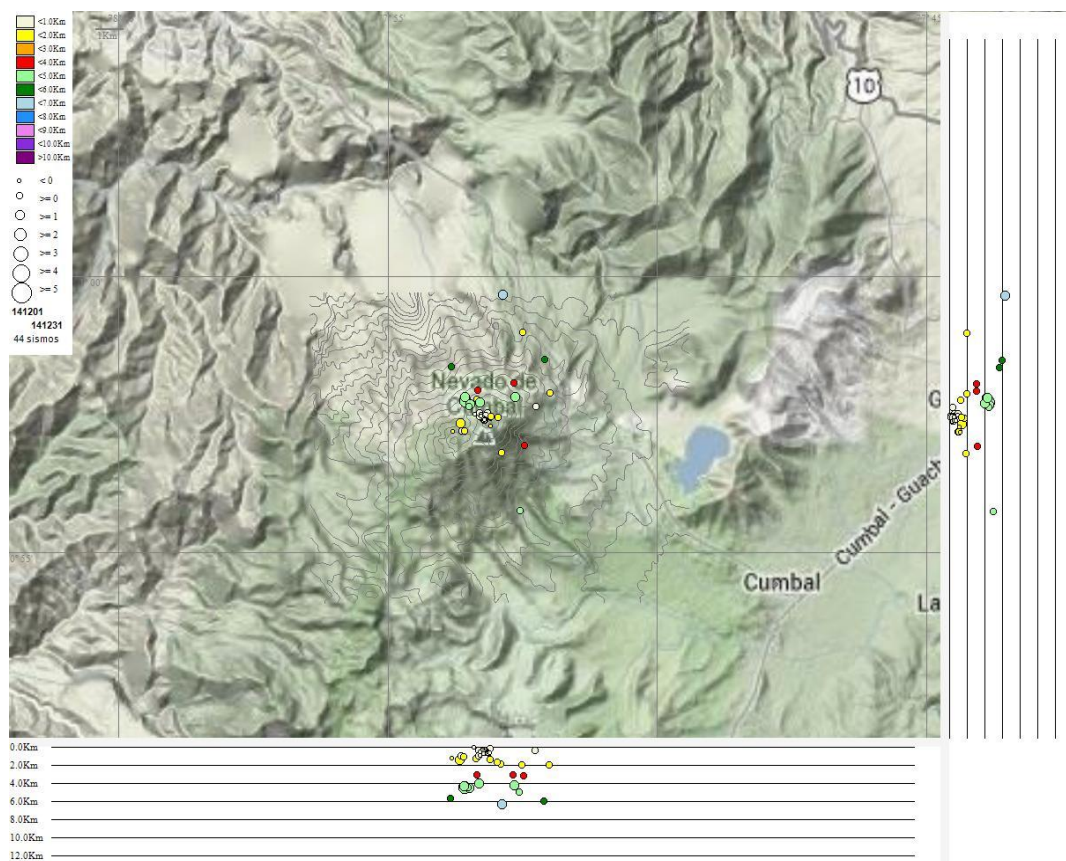 <1.0Km
<2.0Km
<3.0Km
<4.0Km
<5.0Km
<6.0Km
<7.0Km
<8.0Km
<9.0Km
<10.0Km
>10.0Km
< 0
>= 0
>= 1
>= 2
>= 3
>= 4
>= 5
141201
141231
44 sismos
1Km
10
Nevado de
Cumbal
Cumbal - Guach
Cumbal
La
G
0.0Km
2.0Km
4.0Km
6.0Km
8.0Km
10.0Km
12.0Km